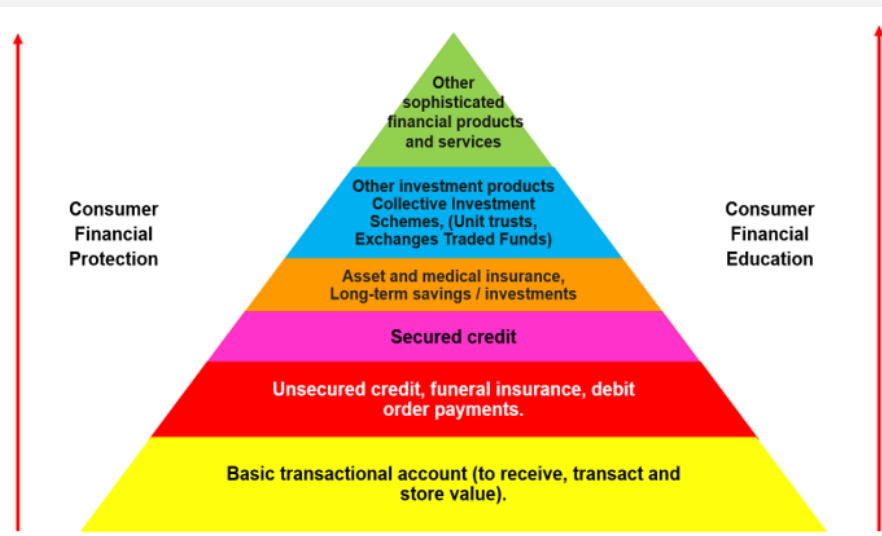 Other
sophisticated
financial products
and services
Other investment products
Collective Investment
Schemes, (Unit trusts,
Exchanges Traded Funds)
Consumer
Financial
Protection
Consumer
Financial
Education
Asset and medical insurance,
Long-term savings / investments
Secured credit
Unsecured credit, funeral insurance, debit
order payments.
Basic transactional account (to receive, transact and
store value).